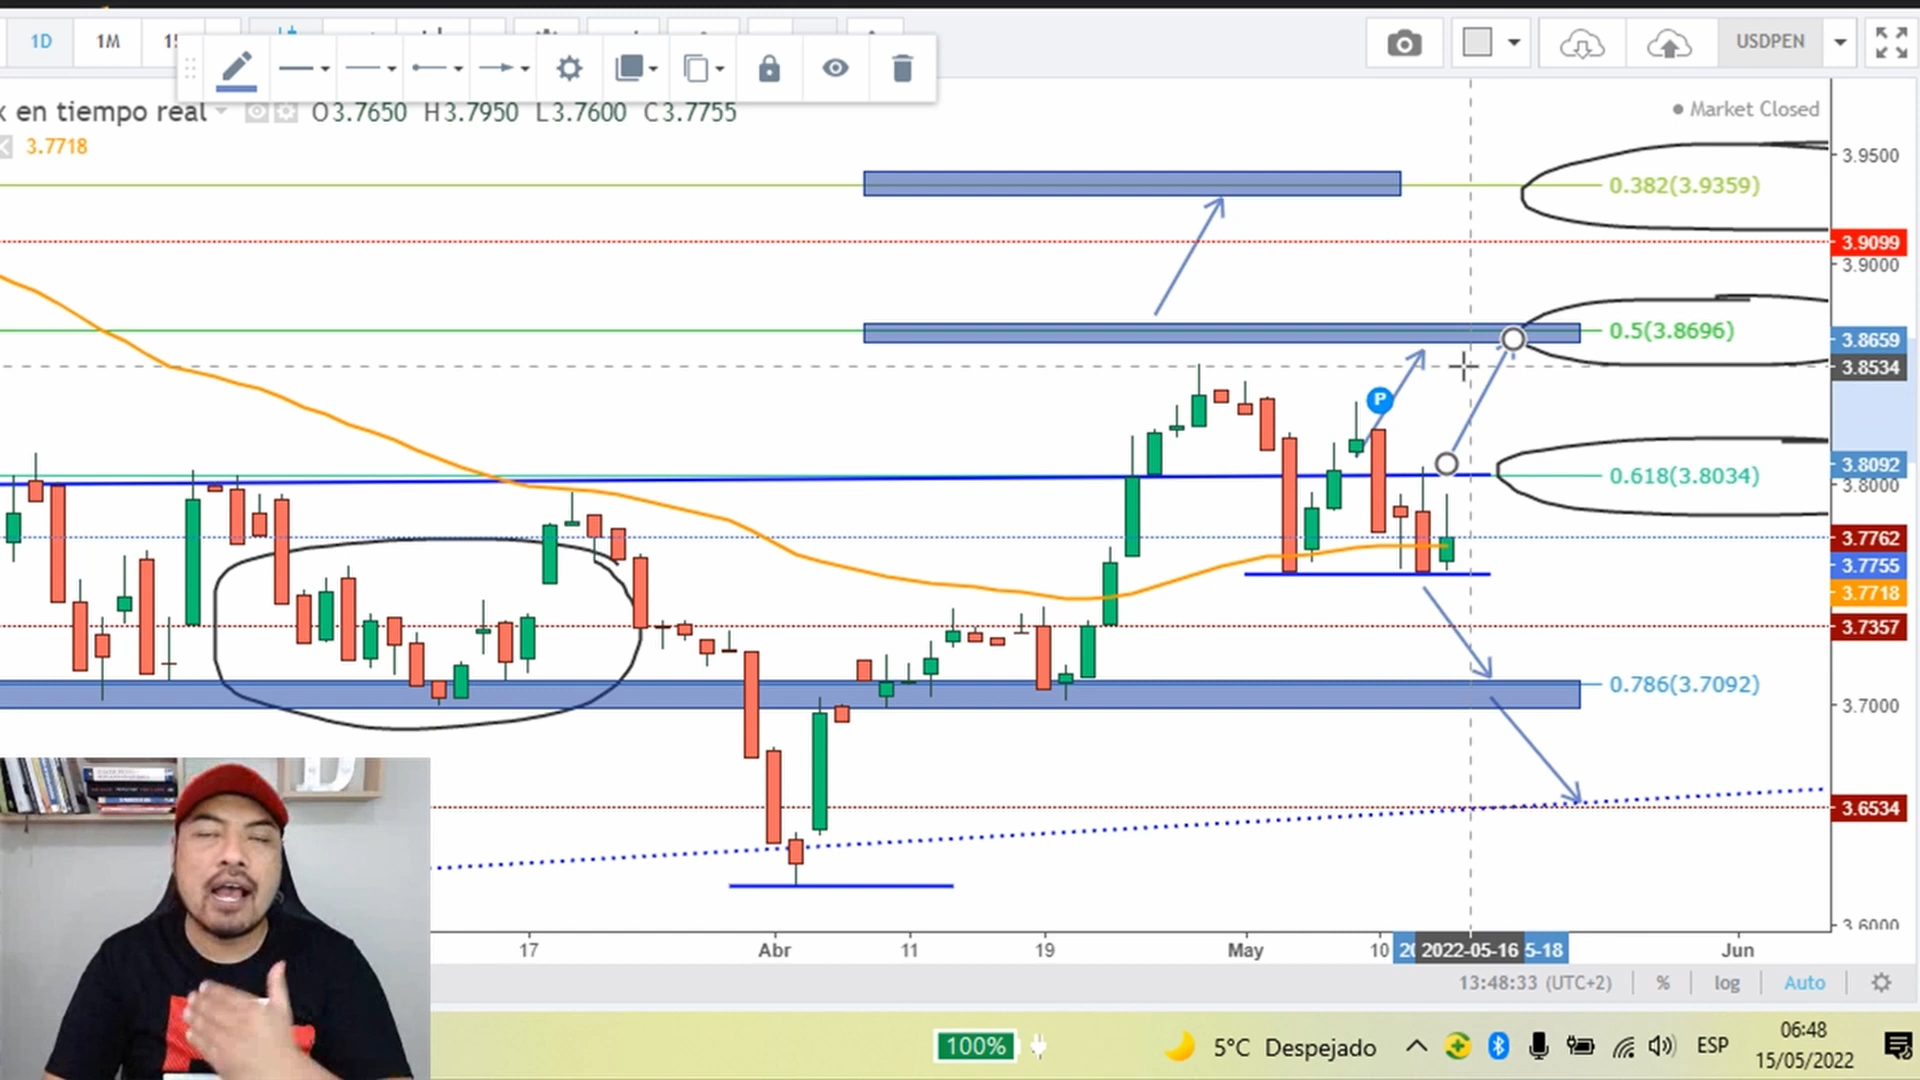 1D 1M 15 USDPEN
x en tiempo real O3.7650 H3.7950 L3.7600 C3.7755
Market Closed
3.7718
3.9500
0.382(3.9359)
3.9099
3.9000
0.5(3.8696)
3.8659
3.8534
P
3.8092
0.618(3.8034)
3.8000
3.7762
3.7755
3.7718
3.7357
0.786(3.7092)
3.7000
3.6534
3.6000
17 Abr 11 19 May 10 20 2022-05-16 5-18 Jun
13:48:33 (UTC+2) % log Auto
100% 5°C Despejado ESP 06:48
15/05/2022